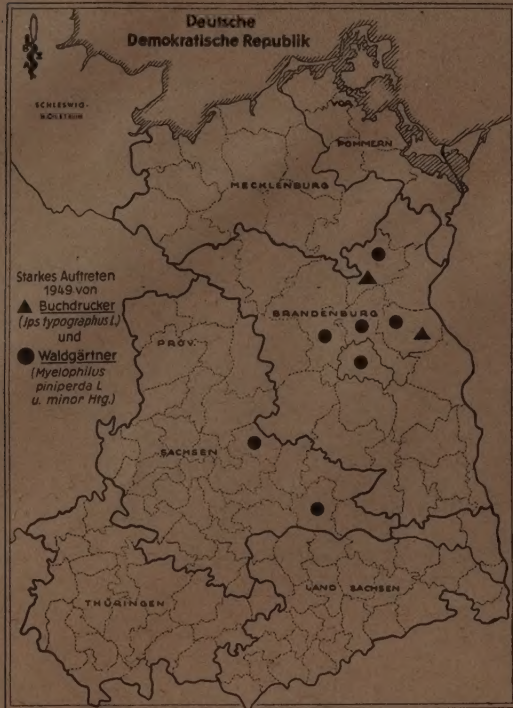 Deutsche
Demokratische Republik
SCHLESWIG-
HOLSTEIN
VOR
POMMERN
MECKLENBURG
Starkes Auftreten
1949 von
Buchdrucker
(Jps typographus L.)
und
Waldgärtner
(Myelophilus
piniperda L
u. minor Htg.)
BRANDENBURG
PROV.
SACHSEN
LAND SACHSEN
THÜRINGEN